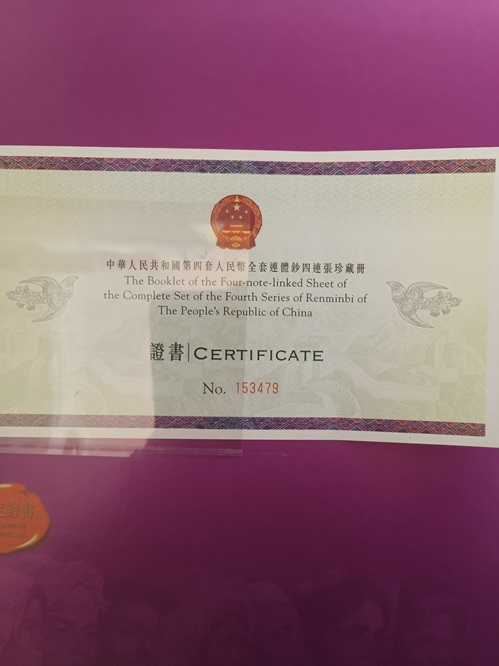 中華人民共和國第四套人民幣全套連體鈔四連張珍藏冊
The Booklet of the Four-note-linked Sheet of
the Complete Set of the Fourth Series of Renminbi of
The People's Republic of China
證書|CERTIFICATE
No. 153479
證書